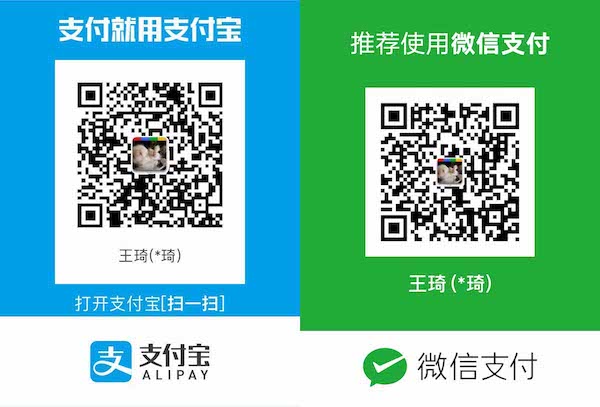 支付就用支付宝
王琦(*琦)
打开支付宝[扫一扫]
支 支付宝
ALIPAY
推荐使用微信支付
王琦 (*琦)
微信支付